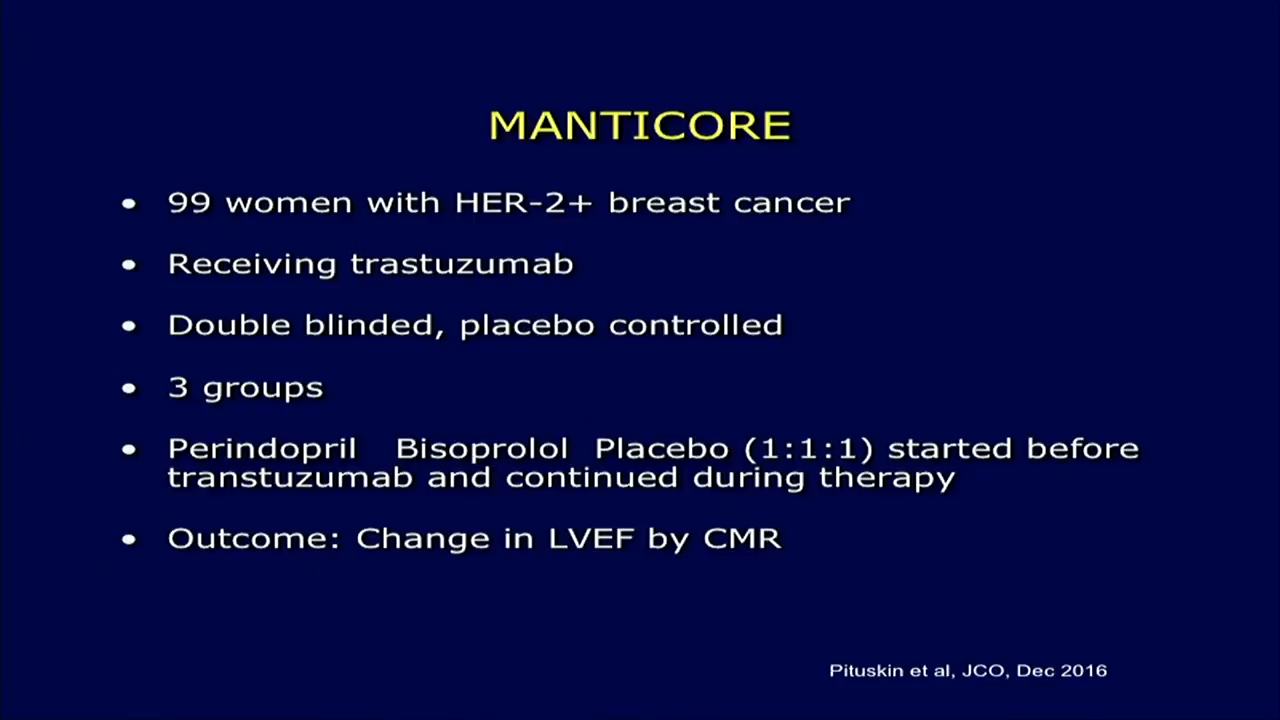 MANTICORE
• 99 women with HER-2+ breast cancer
• Receiving trastuzumab
• Double blinded, placebo controlled
• 3 groups
• Perindopril Bisoprolol Placebo (1:1:1) started before
transtuzumab and continued during therapy
• Outcome: Change in LVEF by CMR
Pituskin et al, JCO, Dec 2016